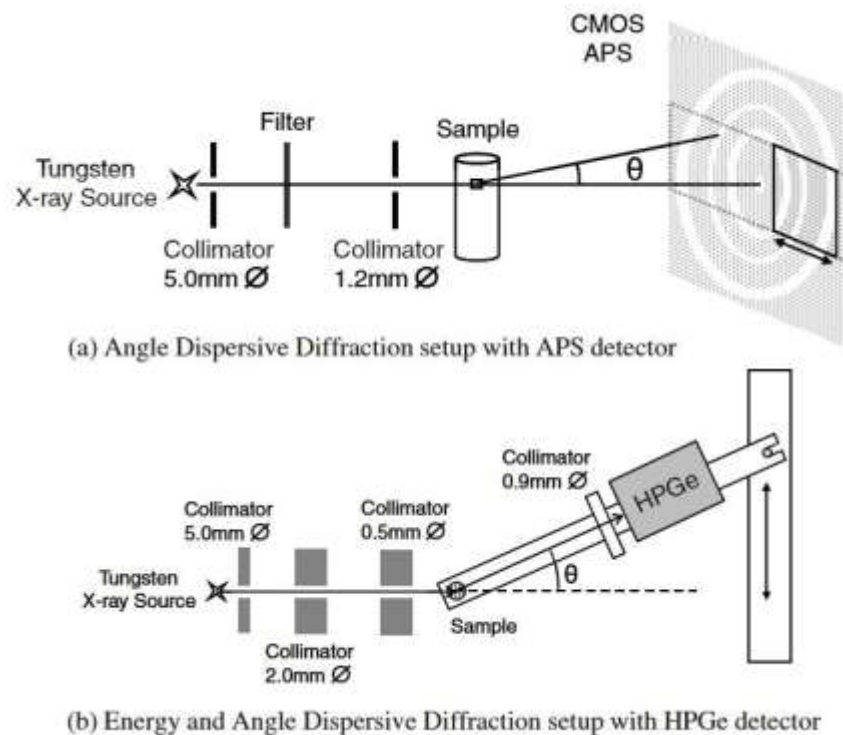 CMOS
APS
Filter
Sample
Tungsten
X-ray Source
θ
Collimator
5.0mm Ø
Collimator
1.2mm Ø
(a) Angle Dispersive Diffraction setup with APS detector
Collimator
0.9mm Ø
HPGe
Collimator
5.0mm Ø
Collimator
0.5mm Ø
Tungsten
X-ray Source
θ
Sample
Collimator
2.0mm Ø
(b) Energy and Angle Dispersive Diffraction setup with HPGe detector